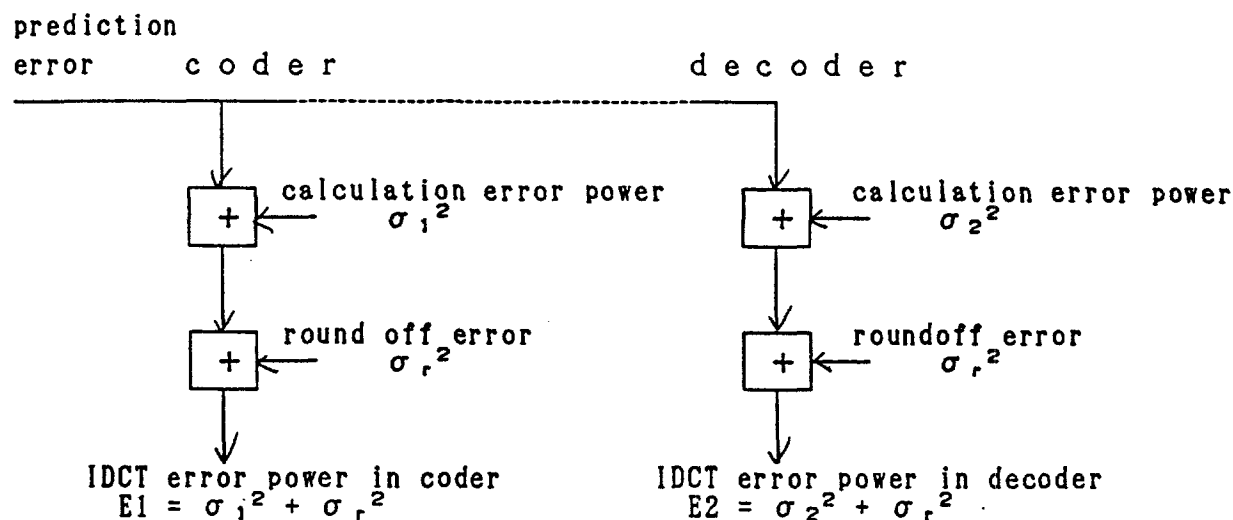 prediction
error coder decoder
+ calculation error power
σ₁²
+ calculation error power
σ₂²
+ round off error
σᵣ²
+ roundoff error
σᵣ²
IDCT error power in coder
E1 = σ₁² + σᵣ²
IDCT error power in decoder
E2 = σ₂² + σᵣ²